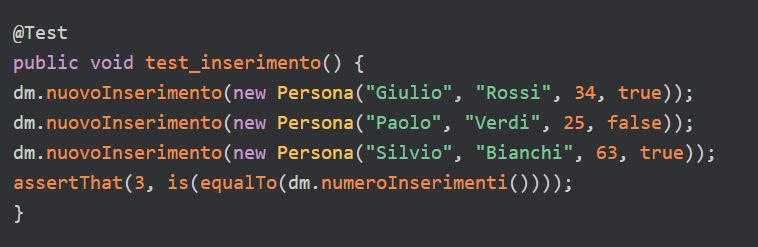 @Test
public void test_inserimento() {
dm.nuovoInserimento(new Persona("Giulio", "Rossi", 34, true));
dm.nuovoInserimento(new Persona("Paolo", "Verdi", 25, false));
dm.nuovoInserimento(new Persona("Silvio", "Bianchi", 63, true));
assertThat(3, is(equalTo(dm.numeroInserimenti())));
}